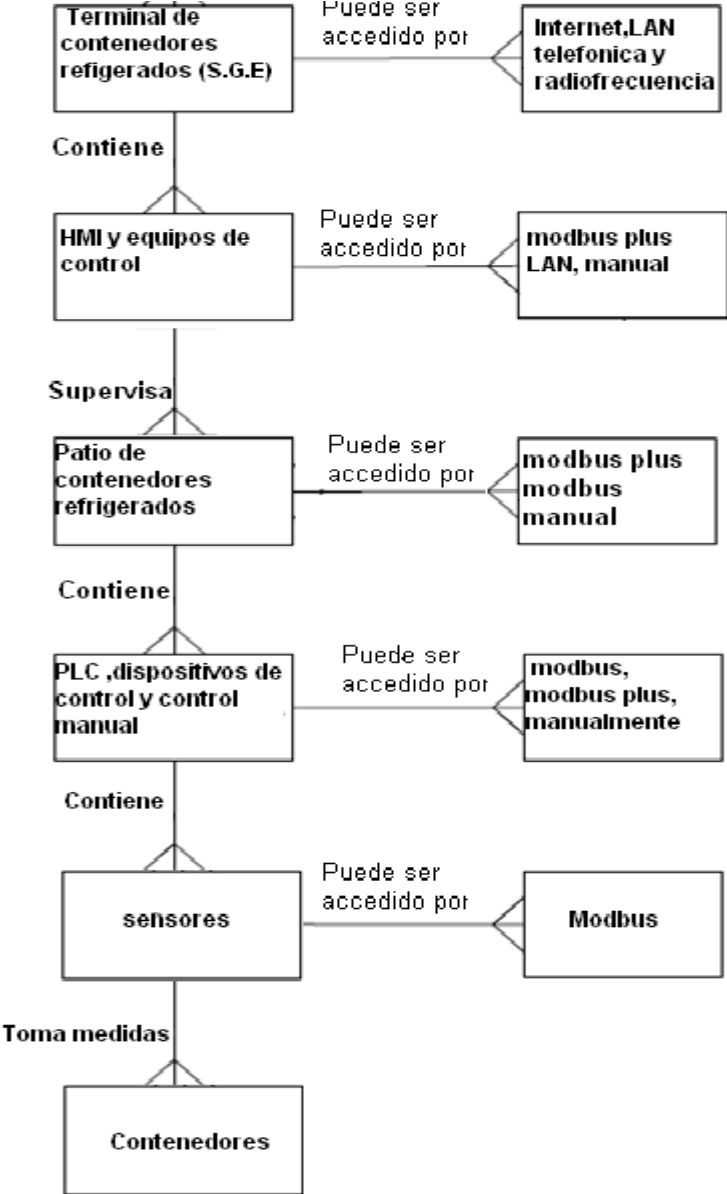 Terminal de
contenedores
refigerados (S.G.E)
Puede ser
accedido por
Internet,LAN
telefonica y
radiofrecuencia
Contiene
HMI y equipos de
control
Puede ser
accedido por
modbus plus
LAN, manual
Supervisa
Patio de
contenedores
refrigerados
Puede ser
accedido por
modbus plus
modbus
manual
Contiene
PLC ,dispositivos de
control y control
manual
Puede ser
accedido por
modbus,
modbus plus,
manualmente
Contiene
sensores
Puede ser
accedido por
Modbus
Toma medidas
Contenedores